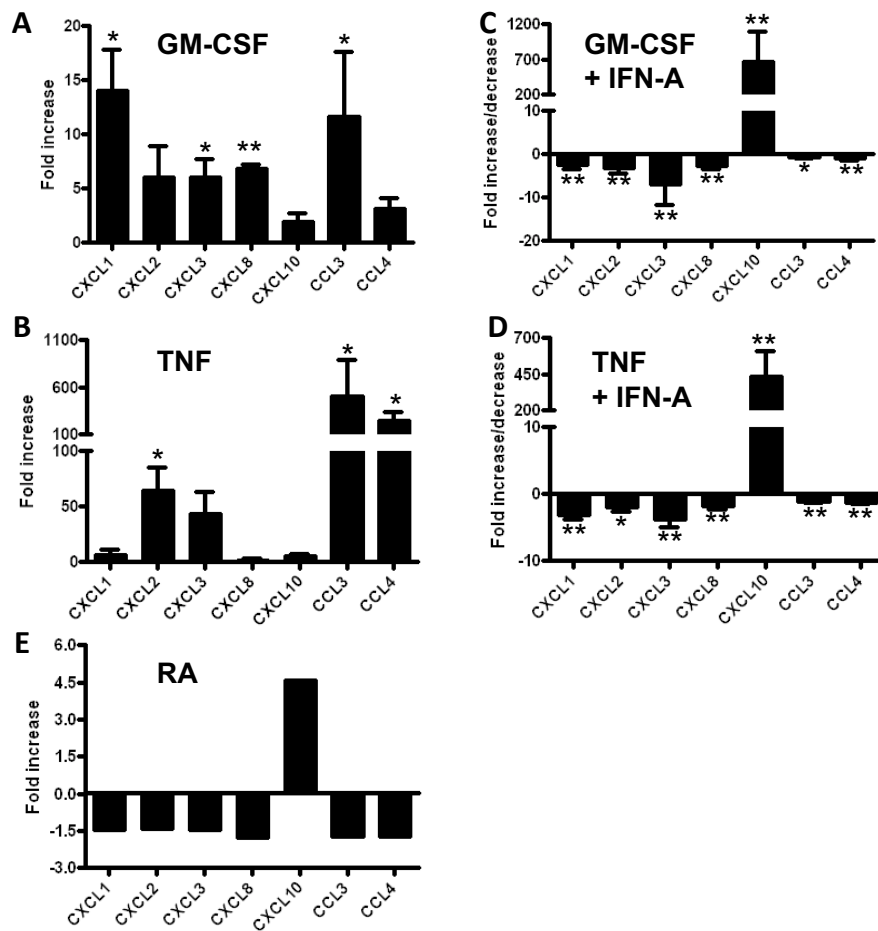 A
GM-CSF
Fold increase
20
15
10
5
0
*
*
**
*
CXCL1
CXCL2
CXCL3
CXCL8
CXCL10
CCL3
CCL4
C
GM-CSF
+ IFN-A
Fold increase/decrease
1200
700
200
10
0
-10
-20
**
**
**
**
**
*
**
CXCL1
CXCL2
CXCL3
CXCL8
CXCL10
CCL3
CCL4
B
TNF
Fold increase
1100
600
100
100
50
0
*
*
*
CXCL1
CXCL2
CXCL3
CXCL8
CXCL10
CCL3
CCL4
D
TNF
+ IFN-A
Fold increase/decrease
700
450
200
10
0
-10
**
**
*
**
**
**
**
CXCL1
CXCL2
CXCL3
CXCL8
CXCL10
CCL3
CCL4
E
RA
Fold increase
6.0
4.5
3.0
1.5
0.0
-1.5
-3.0
CXCL1
CXCL2
CXCL3
CXCL8
CXCL10
CCL3
CCL4